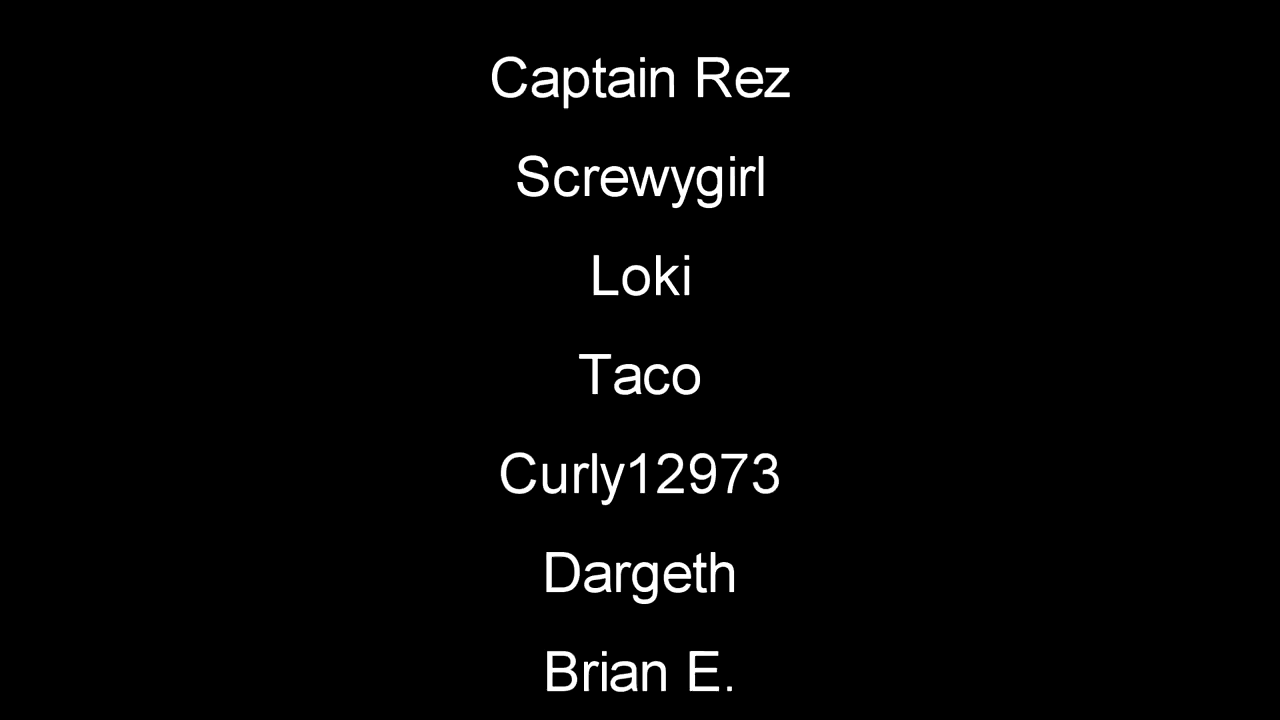 Captain Rez
Screwygirl
Loki
Taco
Curly12973
Dargeth
Brian E.